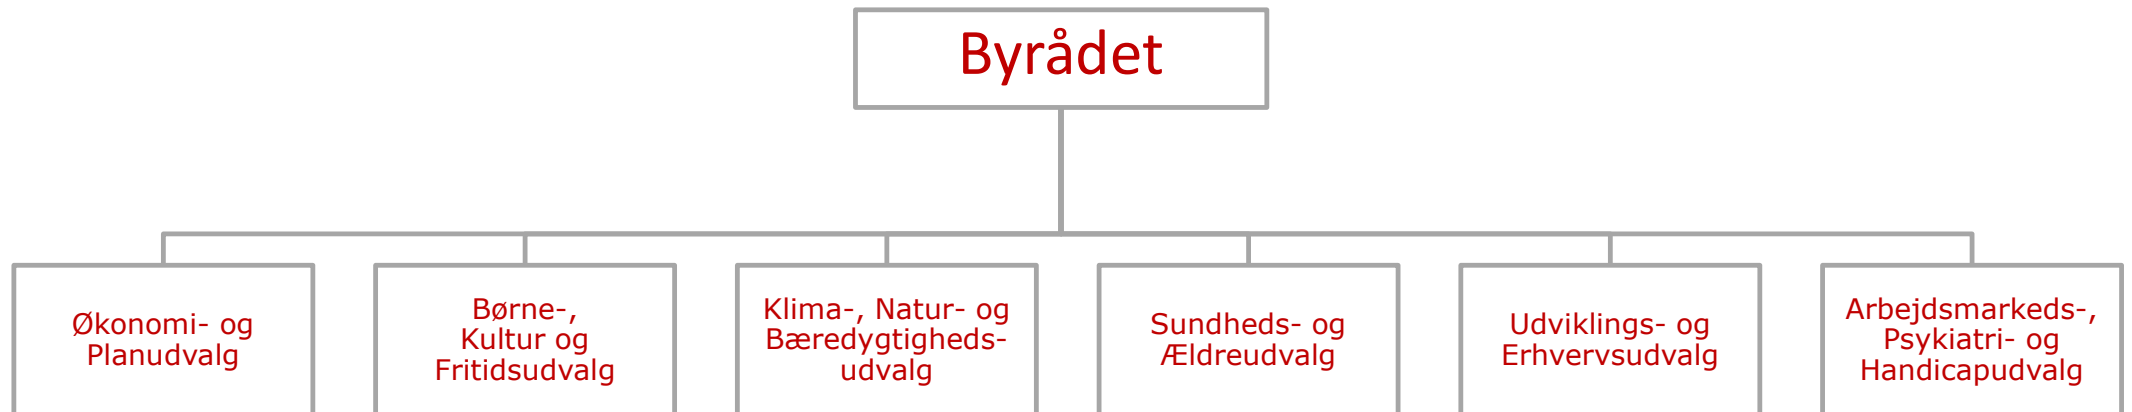 Byrådet
Økonomi- og
Planudvalg
Børne-,
Kultur og
Fritidsudvalg
Klima-, Natur- og
Bæredygtigheds-
udvalg
Sundheds- og
Ældreudvalg
Udviklings- og
Erhvervsudvalg
Arbejdsmarkeds-,
Psykiatri- og
Handicapudvalg